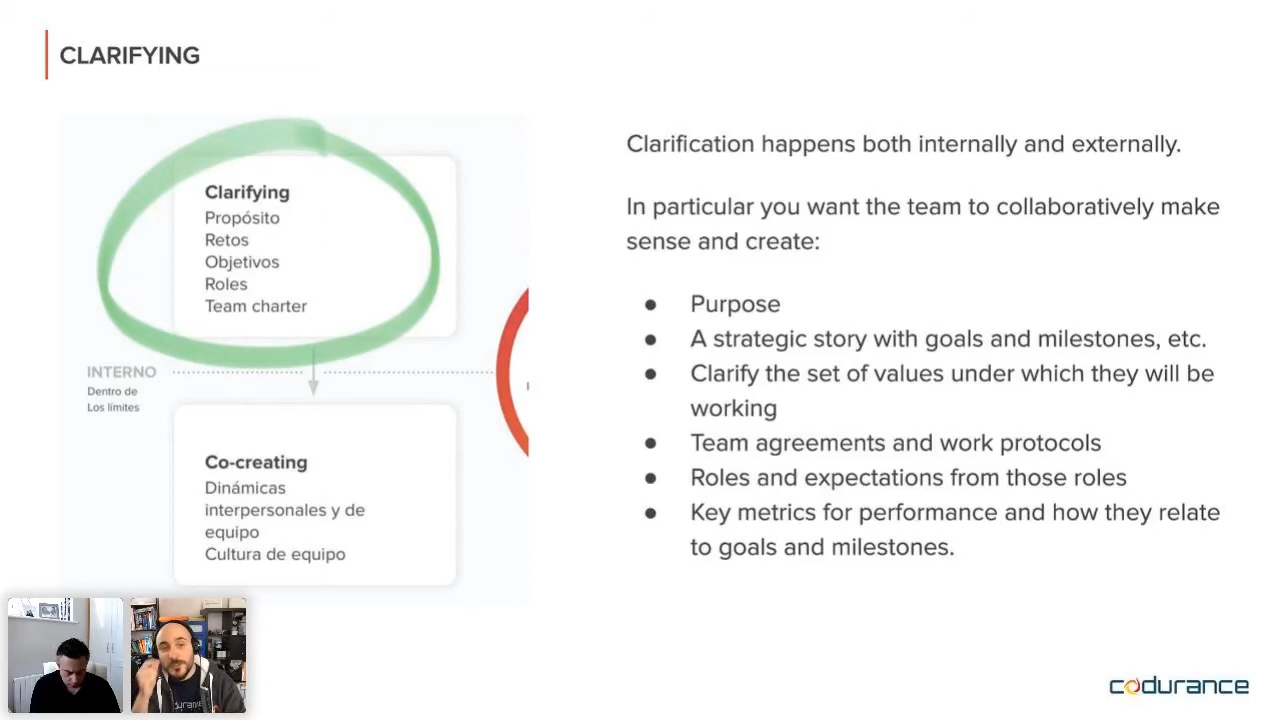 CLARIFYING
Clarifying
Propósito
Retos
Objetivos
Roles
Team charter
INTERNO
Dentro de
Los límites
Co-creating
Dinámicas
interpersonales y de
equipo
Cultura de equipo
Clarification happens both internally and externally.
In particular you want the team to collaboratively make
sense and create:
● Purpose
● A strategic story with goals and milestones, etc.
● Clarify the set of values under which they will be
working
● Team agreements and work protocols
● Roles and expectations from those roles
● Key metrics for performance and how they relate
to goals and milestones.
durance
codurance